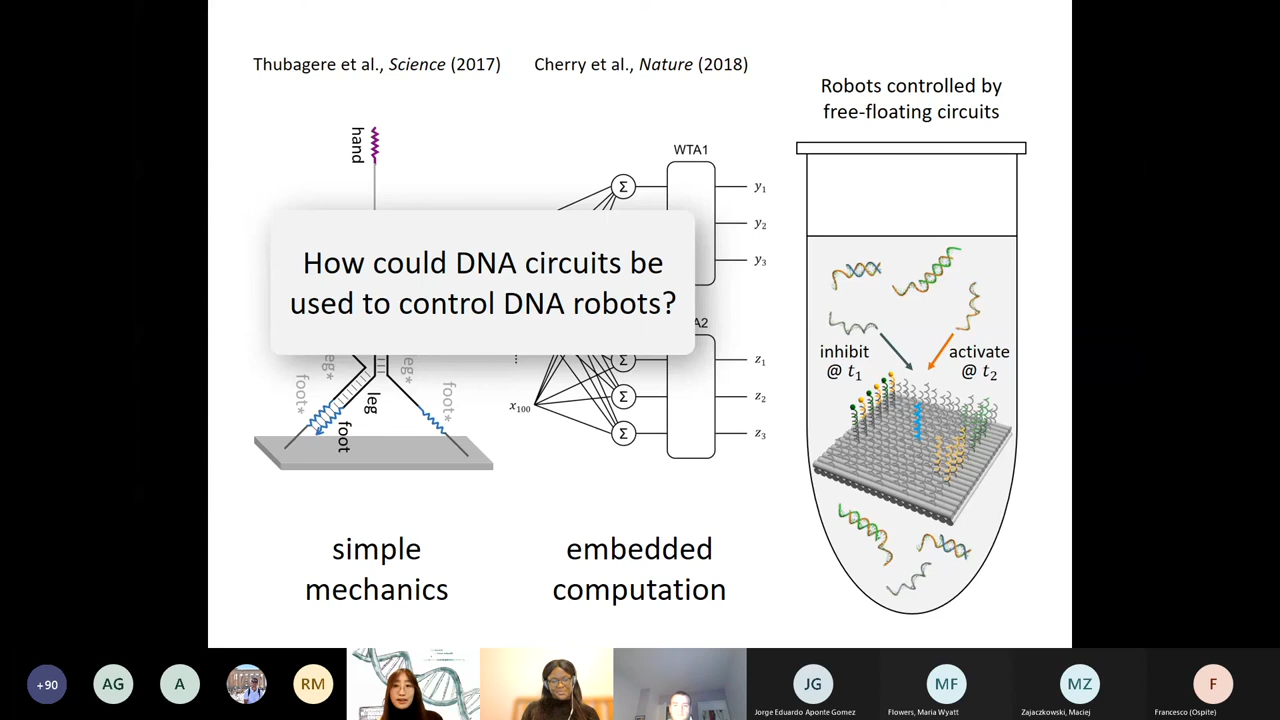 Thubagere et al., Science (2017)
Cherry et al., Nature (2018)
Robots controlled by
free-floating circuits
hand
WTA1
Σ
y₁
y₂
y₃
How could DNA circuits be
used to control DNA robots?
A2
inhibit
@ t₁
activate
@ t₂
leg*
leg*
foot*
foot*
leg
foot
⋮
x₁₀₀
Σ
Σ
Σ
z₁
z₂
z₃
simple
mechanics
embedded
computation
+90
AG
A
RM
JG
Jorge Eduardo Aponte Gomez
MF
Flowers, Maria Wyatt
MZ
Zajaczkowski, Maciej
F
Francesco (Ospite)